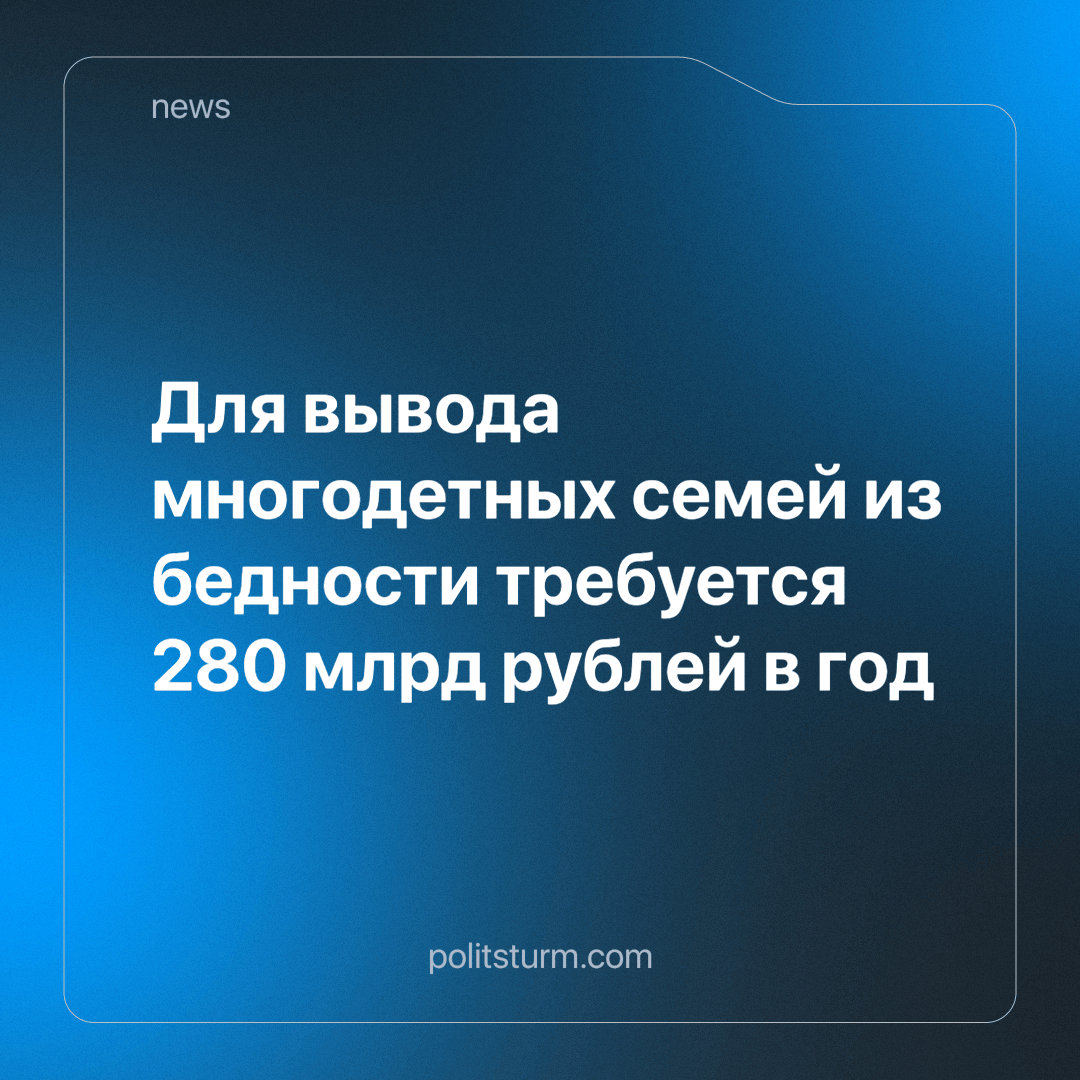 news
Для вывода
многодетных семей из
бедности требуется
280 млрд рублей в год
politsturm.com